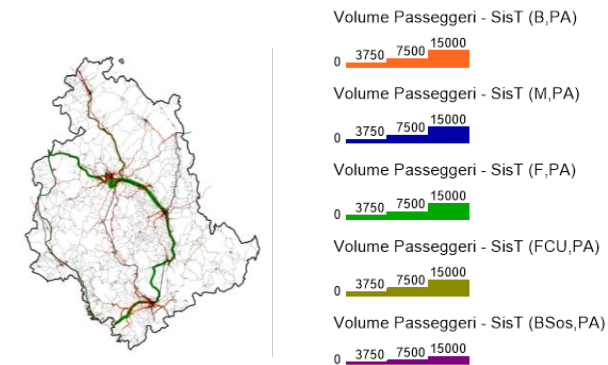 Volume Passeggeri - SisT (B,PA)
0 3750 7500 15000
Volume Passeggeri - SisT (M,PA)
0 3750 7500 15000
Volume Passeggeri - SisT (F,PA)
0 3750 7500 15000
Volume Passeggeri - SisT (FCU,PA)
0 3750 7500 15000
Volume Passeggeri - SisT (BSos,PA)
0 3750 7500 15000